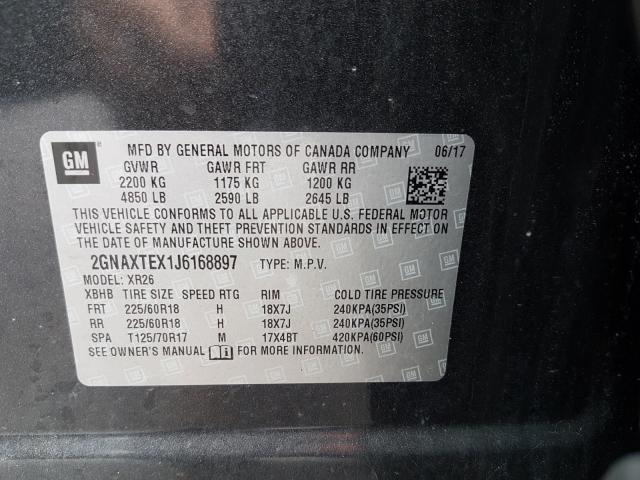 GM
MFD BY GENERAL MOTORS OF CANADA COMPANY 06/17
GVWR GAWR FRT GAWR RR
2200 KG 1175 KG 1200 KG
4850 LB 2590 LB 2645 LB
THIS VEHICLE CONFORMS TO ALL APPLICABLE U.S. FEDERAL MOTOR
VEHICLE SAFETY AND THEFT PREVENTION STANDARDS IN EFFECT ON
THE DATE OF MANUFACTURE SHOWN ABOVE.
2GNAXTEX1J6168897 TYPE: M.P.V.
MODEL: XR26
XBHB TIRE SIZE SPEED RTG RIM COLD TIRE PRESSURE
FRT 225/60R18 H 18X7J 240KPA(35PSI)
RR 225/60R18 H 18X7J 240KPA(35PSI)
SPA T125/70R17 M 17X4BT 420KPA(60PSI)
SEE OWNER'S MANUAL FOR MORE INFORMATION.